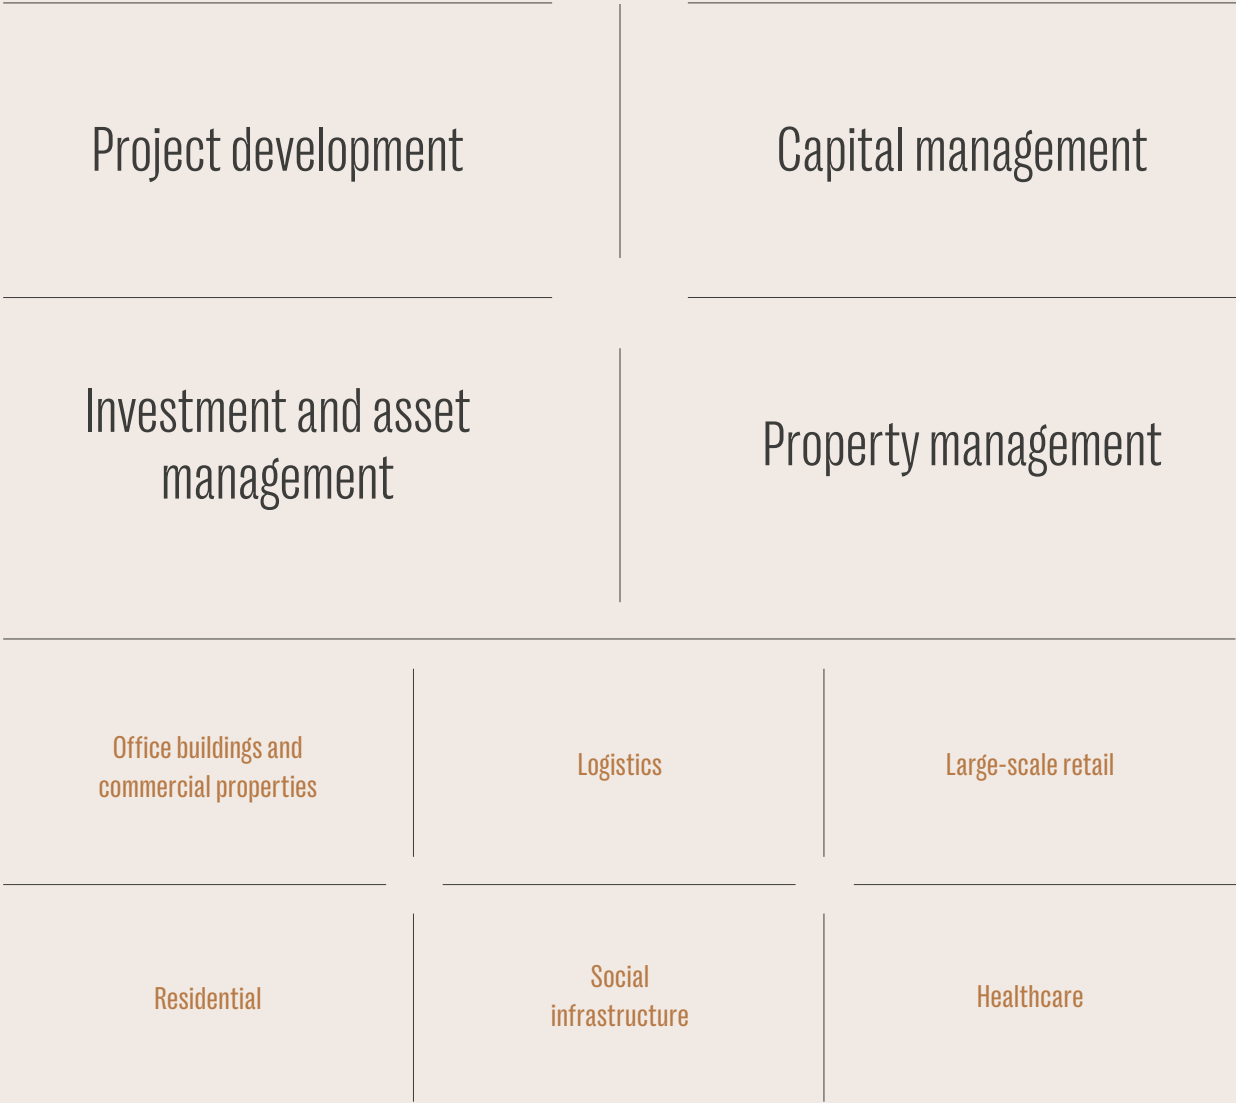 Project development
Capital management
Investment and asset
management
Property management
Office buildings and
commercial properties
Logistics
Large-scale retail
Residential
Social
infrastructure
Healthcare